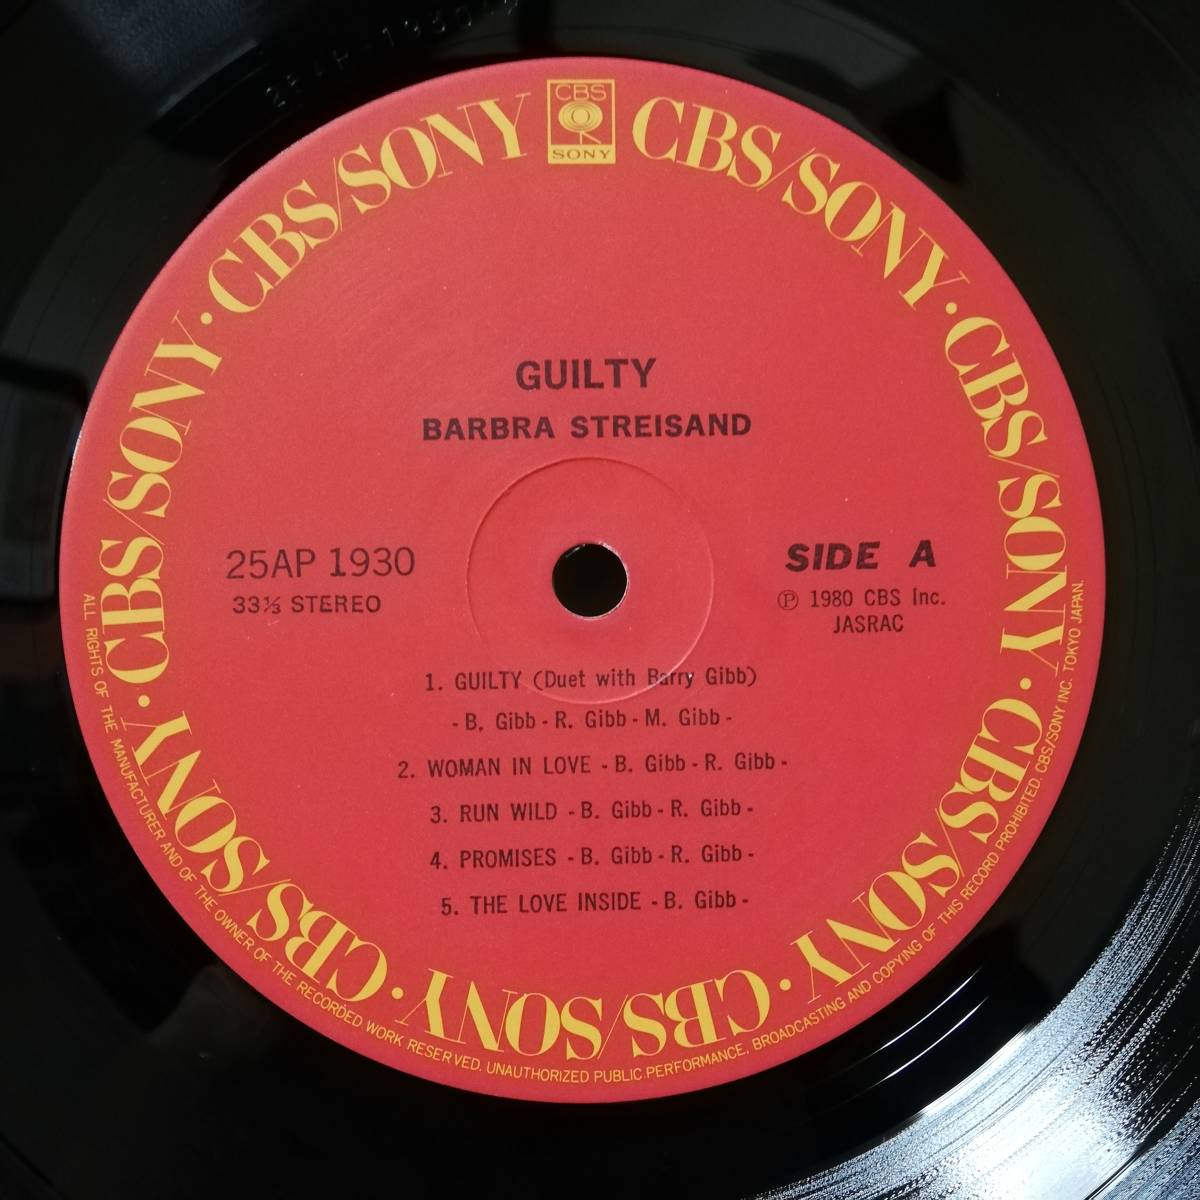 25AP1930
CBS
SONY
CBS/SONY · CBS/SONY · CBS/SONY · CBS/SONY · CBS/SONY · CBS/SONY · CBS/SONY · CBS/SONY
GUILTY
BARBRA STREISAND
25AP 1930
33⅓ STEREO
SIDE A
Ⓟ 1980 CBS Inc.
JASRAC
1. GUILTY (Duet with Barry Gibb)
- B. Gibb - R. Gibb - M. Gibb -
2. WOMAN IN LOVE - B. Gibb - R. Gibb -
3. RUN WILD - B. Gibb - R. Gibb -
4. PROMISES - B. Gibb - R. Gibb -
5. THE LOVE INSIDE - B. Gibb -
ALL RIGHTS OF THE MANUFACTURER AND OF THE OWNER OF THE RECORDED WORK RESERVED. UNAUTHORIZED PUBLIC PERFORMANCE, BROADCASTING AND COPYING OF THIS RECORD PROHIBITED. CBS/SONY INC. TOKYO JAPAN.